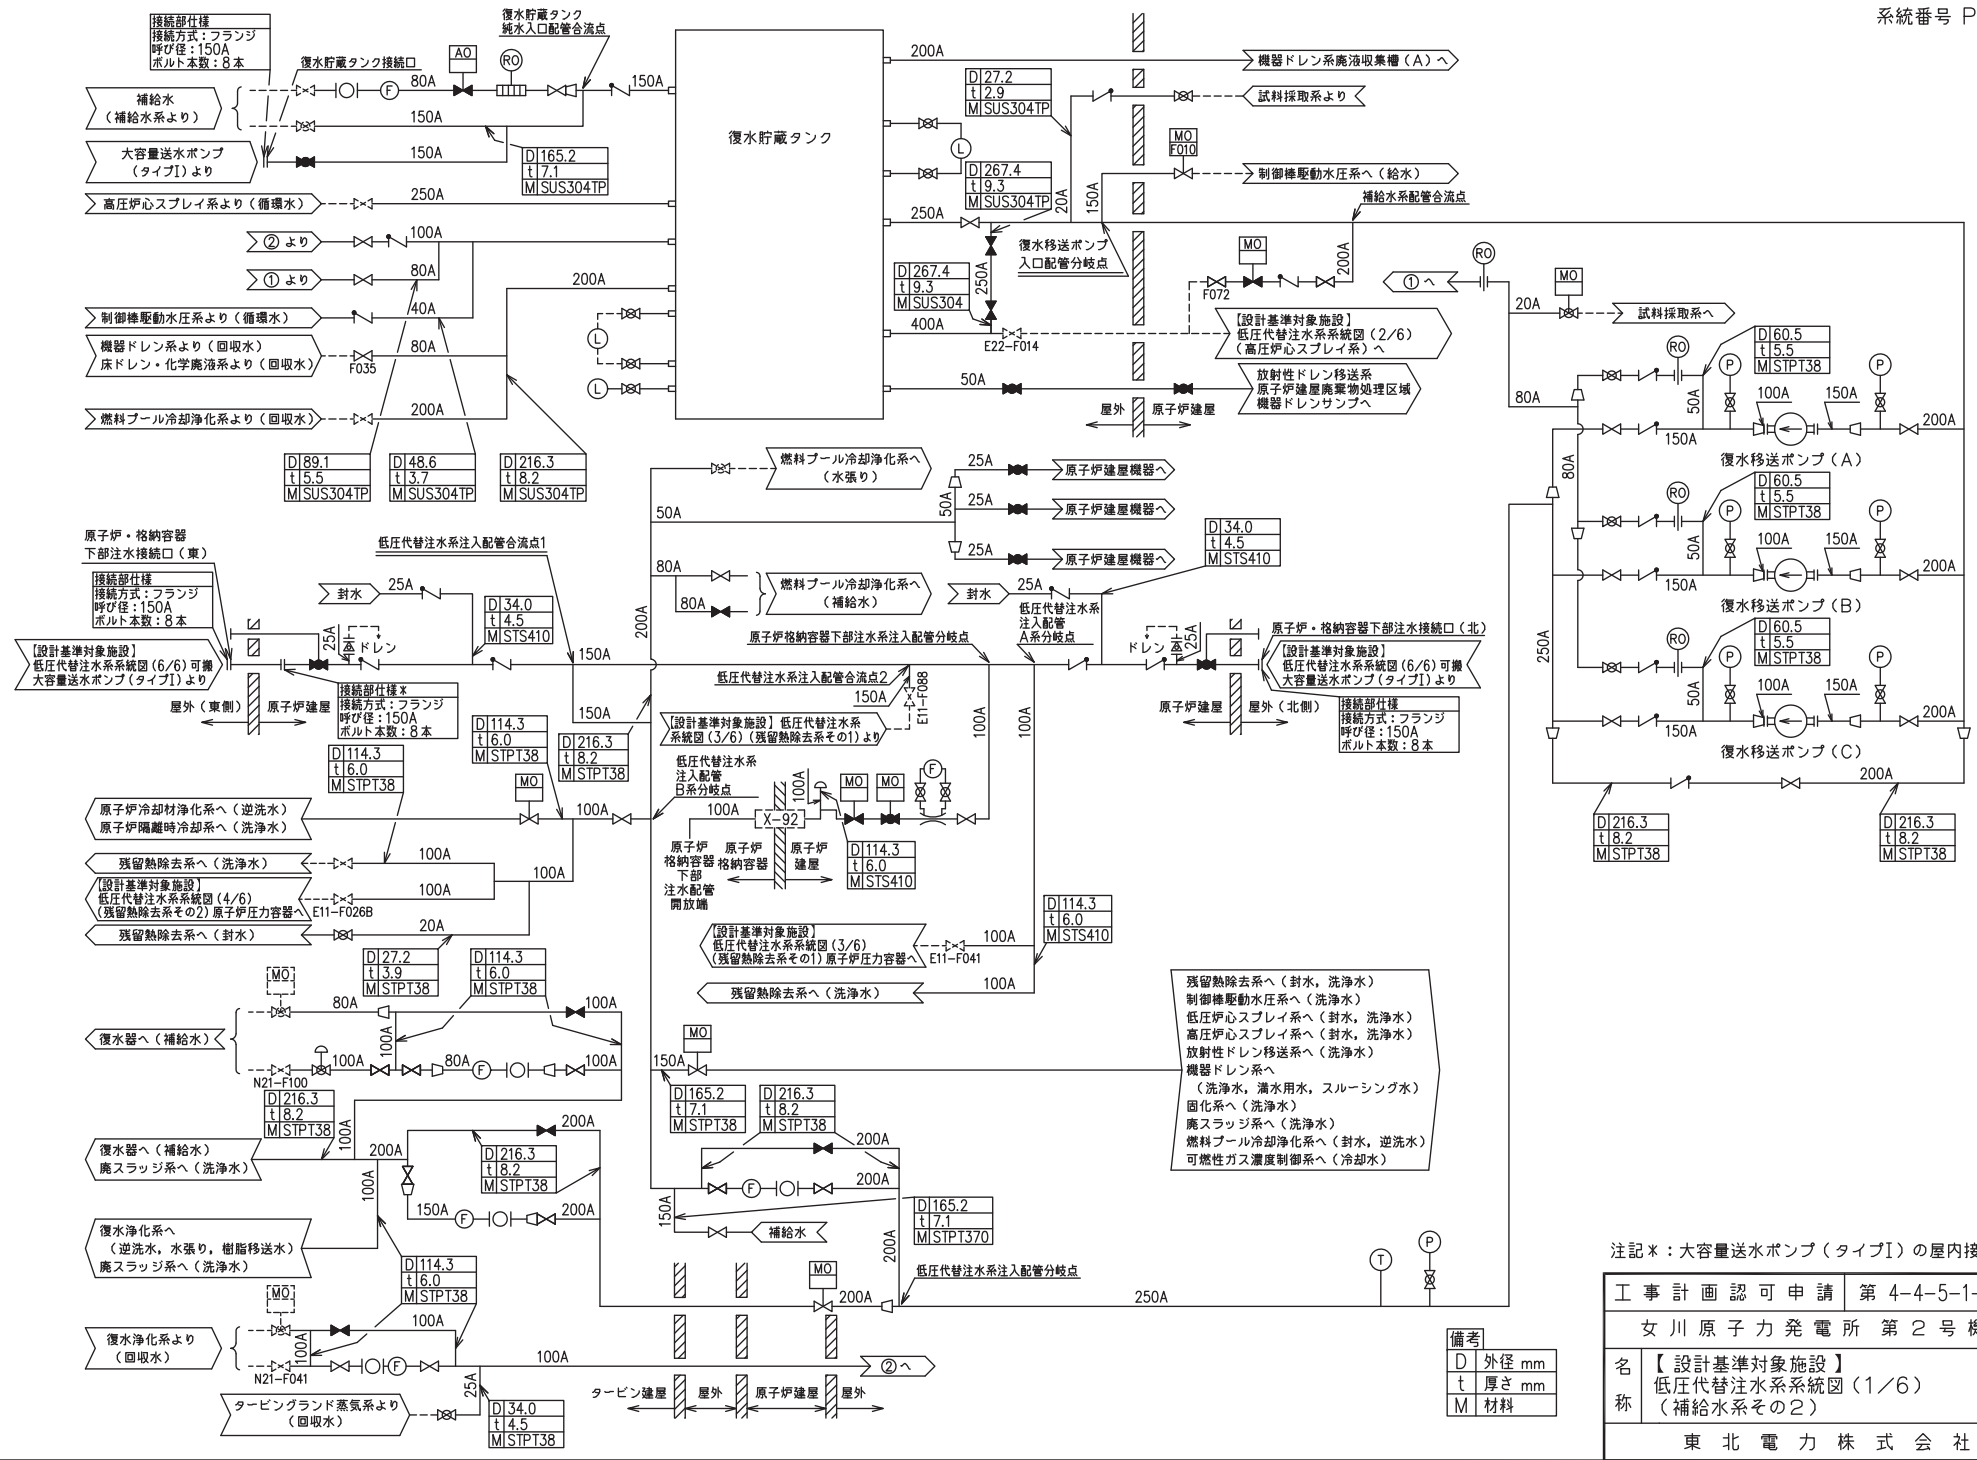 系統番号 P
接続部仕様
接続方式：フランジ
呼び径：150A
ボルト本数：8本
復水貯蔵タンク接続口
復水貯蔵タンク
純水入口配管合流点
AO
RO
80A
F
150A
補給水
（補給水系より）
150A
大容量送水ポンプ
（タイプI）より
150A
D 165.2
t 7.1
M SUS304TP
高圧炉心スプレイ系より（循環水）
250A
②より
100A
①より
80A
200A
制御棒駆動水圧系より（循環水）
40A
機器ドレン系より（回収水）
床ドレン・化学廃液系より（回収水）
80A
F035
L
L
燃料プール冷却浄化系より（回収水）
200A
D 89.1
t 5.5
M SUS304TP
D 48.6
t 3.7
M SUS304TP
D 216.3
t 8.2
M SUS304TP
復水貯蔵タンク
200A
機器ドレン系廃液収集槽（A）へ
D 27.2
t 2.9
M SUS304TP
試料採取系より
L
MO
F010
制御棒駆動水圧系へ（給水）
D 267.4
t 9.3
M SUS304TP
20A
150A
250A
補給水系配管合流点
復水移送ポンプ
入口配管分岐点
D 267.4
t 9.3
M SUS304
250A
400A
E22-F014
MO
F072
200A
【設計基準対象施設】
低圧代替注水系系統図（2/6）
（高圧炉心スプレイ系）へ
50A
放射性ドレン移送系
原子炉建屋廃棄物処理区域
機器ドレンサンプへ
屋外
原子炉建屋
①へ
RO
MO
20A
試料採取系へ
80A
D 60.5
t 5.5
M STPT38
RO
P
P
50A
100A
150A
200A
150A
復水移送ポンプ（A）
80A
D 60.5
t 5.5
M STPT38
RO
P
P
50A
100A
150A
200A
150A
復水移送ポンプ（B）
D 60.5
t 5.5
M STPT38
RO
P
P
250A
50A
100A
150A
200A
150A
復水移送ポンプ（C）
200A
D 216.3
t 8.2
M STPT38
D 216.3
t 8.2
M STPT38
燃料プール冷却浄化系へ
（水張り）
50A
25A
原子炉建屋機器へ
50A
25A
原子炉建屋機器へ
25A
原子炉建屋機器へ
80A
80A
燃料プール冷却浄化系へ
（補給水）
200A
封水
25A
D 34.0
t 4.5
M STS410
低圧代替注水系
注入配管
A系分岐点
原子炉・格納容器
下部注水接続口（東）
接続部仕様
接続方式：フランジ
呼び径：150A
ボルト本数：8本
低圧代替注水系注入配管合流点1
封水
25A
D 34.0
t 4.5
M STS410
25A
ドレン
【設計基準対象施設】
低圧代替注水系系統図（6/6）可搬
大容量送水ポンプ（タイプI）より
屋外（東側）
原子炉建屋
接続部仕様＊
接続方式：フランジ
呼び径：150A
ボルト本数：8本
150A
150A
原子炉格納容器下部注水系注入配管分岐点
低圧代替注水系注入配管合流点2
150A
E11-F088
【設計基準対象施設】低圧代替注水系
系統図（3/6）（残留熱除去系その1）より
100A
100A
ドレン
25A
原子炉・格納容器下部注水接続口（北）
【設計基準対象施設】
低圧代替注水系系統図（6/6）可搬
大容量送水ポンプ（タイプI）より
原子炉建屋
屋外（北側）
接続部仕様
接続方式：フランジ
呼び径：150A
ボルト本数：8本
D 114.3
t 6.0
M STPT38
D 114.3
t 6.0
M STPT38
D 216.3
t 8.2
M STPT38
低圧代替注水系
注入配管
B系分岐点
MO
100A
原子炉冷却材浄化系へ（逆洗水）
原子炉隔離時冷却系へ（洗浄水）
100A
X-92
100A
MO
MO
F
原子炉
格納容器
下部
注水配管
開放端
原子炉
格納容器
原子炉
建屋
D 114.3
t 6.0
M STS410
残留熱除去系へ（洗浄水）
100A
100A
【設計基準対象施設】
低圧代替注水系系統図（4/6）
（残留熱除去系その2）原子炉圧力容器へ
E11-F026B
100A
残留熱除去系へ（封水）
20A
D 27.2
t 3.9
M STPT38
D 114.3
t 6.0
M STPT38
D 114.3
t 6.0
M STS410
【設計基準対象施設】
低圧代替注水系系統図（3/6）
（残留熱除去系その1）原子炉圧力容器へ
E11-F041
100A
残留熱除去系へ（洗浄水）
100A
MO
80A
100A
復水器へ（補給水）
N21-F100
100A
100A
80A
F
100A
MO
150A
残留熱除去系へ（封水，洗浄水）
制御棒駆動水圧系へ（洗浄水）
低圧炉心スプレイ系へ（封水，洗浄水）
高圧炉心スプレイ系へ（封水，洗浄水）
放射性ドレン移送系へ（洗浄水）
機器ドレン系へ
（洗浄水，満水用水，スルーシング水）
固化系へ（洗浄水）
廃スラッジ系へ（洗浄水）
燃料プール冷却浄化系へ（封水，逆洗水）
可燃性ガス濃度制御系へ（冷却水）
D 216.3
t 8.2
M STPT38
100A
D 165.2
t 7.1
M STPT38
D 216.3
t 8.2
M STPT38
復水器へ（補給水）
廃スラッジ系へ（洗浄水）
200A
200A
D 216.3
t 8.2
M STPT38
200A
F
200A
100A
150A
F
200A
150A
補給水
D 165.2
t 7.1
M STPT370
200A
復水浄化系へ
（逆洗水，水張り，樹脂移送水）
廃スラッジ系へ（洗浄水）
D 114.3
t 6.0
M STPT38
低圧代替注水系注入配管分岐点
MO
200A
250A
T
P
MO
100A
復水浄化系より
（回収水）
N21-F041
100A
F
100A
②へ
タービングランド蒸気系より
（回収水）
25A
D 34.0
t 4.5
M STPT38
タービン建屋
屋外
原子炉建屋
屋外
備考
D 外径 mm
t 厚さ mm
M 材料
注記＊：大容量送水ポンプ（タイプI）の屋内接
工事計画認可申請 第 4-4-5-1-
女川原子力発電所 第2号機
名称
【設計基準対象施設】
低圧代替注水系系統図（1/6）
（補給水系その2）
東北電力株式会社